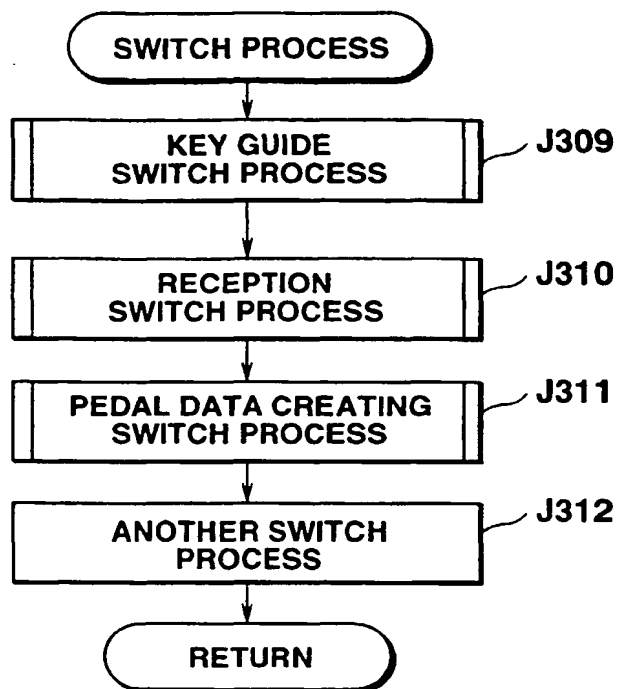 SWITCH PROCESS
KEY GUIDE
SWITCH PROCESS
J309
RECEPTION
SWITCH PROCESS
J310
PEDAL DATA CREATING
SWITCH PROCESS
J311
ANOTHER SWITCH
PROCESS
J312
RETURN